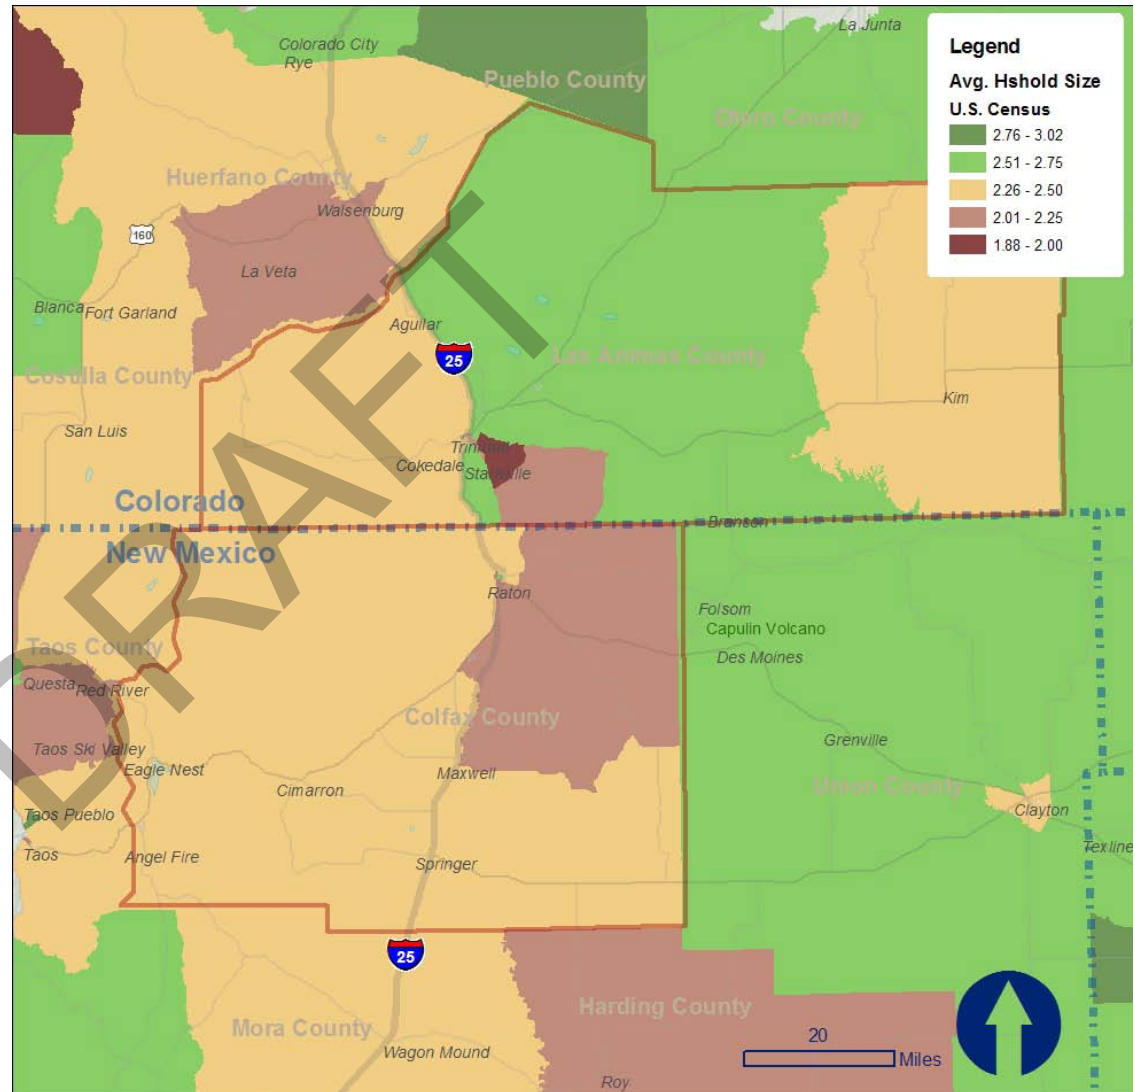 Colorado City
Rye
La Junta
Pueblo County
Otero County
Legend
Avg. Hshold Size
U.S. Census
2.76 - 3.02
2.51 - 2.75
2.26 - 2.50
2.01 - 2.25
1.88 - 2.00
Huerfano County
Walsenburg
160
La Veta
Blanca
Fort Garland
Aguilar
25
Las Animas County
Costilla County
Kim
San Luis
Trinidad
Cokedale
Starkville
Colorado
New Mexico
Branson
Raton
Folsom
Capulin Volcano
Des Moines
Taos County
Questa
Red River
Colfax County
Taos Ski Valley
Eagle Nest
Grenville
Maxwell
Cimarron
Union County
Clayton
Taos Pueblo
Taos
Angel Fire
Springer
Texline
25
Harding County
Mora County
Wagon Mound
20
Miles
Roy
DRAFT